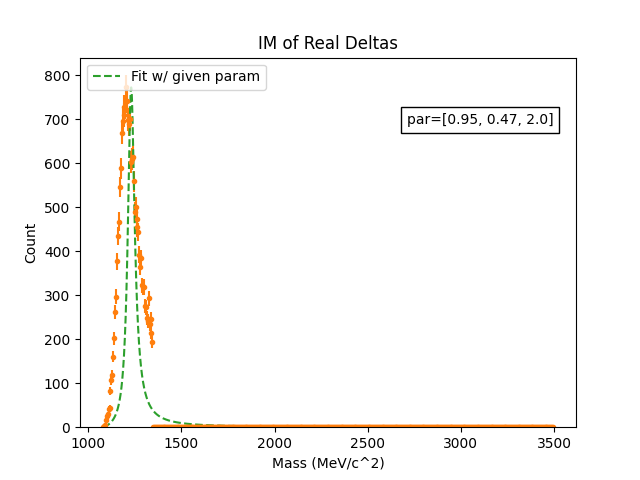 IM of Real Deltas
Fit w/ given param
par=[0.95, 0.47, 2.0]
Count
800
700
600
500
400
300
200
100
0
1000 1500 2000 2500 3000 3500
Mass (MeV/c^2)